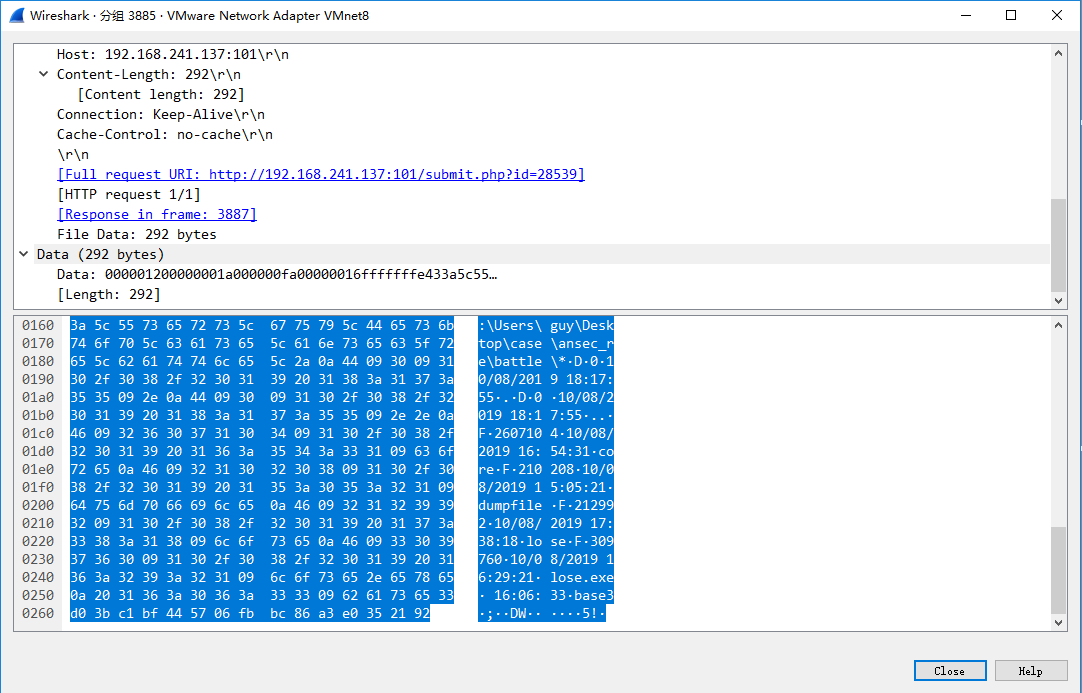 Wireshark · 分组 3885 · VMware Network Adapter VMnet8
Host: 192.168.241.137:101\r\n
Content-Length: 292\r\n
[Content length: 292]
Connection: Keep-Alive\r\n
Cache-Control: no-cache\r\n
\r\n
[Full request URI: http://192.168.241.137:101/submit.php?id=28539]
[HTTP request 1/1]
[Response in frame: 3887]
File Data: 292 bytes
Data (292 bytes)
Data: 000001200000001a000000fa00000016fffffffe433a5c55…
[Length: 292]
0160 3a 5c 55 73 65 72 73 5c 67 75 79 5c 44 65 73 6b :\Users\ guy\Desk
0170 74 6f 70 5c 63 61 73 65 5c 61 6e 73 65 63 5f 72 top\case \ansec_r
0180 65 5c 62 61 74 74 6c 65 5c 2a 0a 44 09 30 09 31 e\battle \*·D·0·1
0190 30 2f 30 38 2f 32 30 31 39 20 31 38 3a 31 37 3a 0/08/201 9 18:17:
01a0 35 35 09 2e 0a 44 09 30 09 31 30 2f 30 38 2f 32 55·.·D·0 ·10/08/2
01b0 30 31 39 20 31 38 3a 31 37 3a 35 35 09 2e 2e 0a 019 18:1 7:55·..·
01c0 46 09 32 36 30 37 31 30 34 09 31 30 2f 30 38 2f F·260710 4·10/08/
01d0 32 30 31 39 20 31 36 3a 35 34 3a 33 31 09 63 6f 2019 16: 54:31·co
01e0 72 65 0a 46 09 32 31 30 32 30 38 09 31 30 2f 30 re·F·210 208·10/0
01f0 38 2f 32 30 31 39 20 31 35 3a 30 35 3a 32 31 09 8/2019 1 5:05:21·
0200 64 75 6d 70 66 69 6c 65 0a 46 09 32 31 32 39 39 dumpfile ·F·21299
0210 32 09 31 30 2f 30 38 2f 32 30 31 39 20 31 37 3a 2·10/08/ 2019 17:
0220 33 38 3a 31 38 09 6c 6f 73 65 0a 46 09 33 30 39 38:18·lo se·F·309
0230 37 36 30 09 31 30 2f 30 38 2f 32 30 31 39 20 31 760·10/0 8/2019 1
0240 36 3a 32 39 3a 32 31 09 6c 6f 73 65 2e 65 78 65 6:29:21· lose.exe
0250 0a 20 31 36 3a 30 36 3a 33 33 09 62 61 73 65 33 · 16:06: 33·base3
0260 d0 3b c1 bf 44 57 06 fb bc 86 a3 e0 35 21 92 ·;··DW·· ····5!·
Close
Help